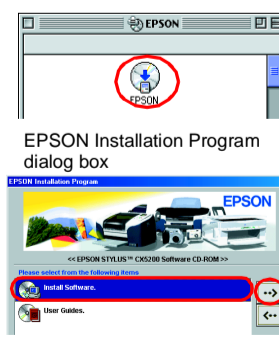 EPSON
EPSON
EPSON Installation Program
dialog box
EPSON Installation Program
EPSON
<< EPSON STYLUS™ CX5200 Software CD-ROM >>
Please select from the following items
Install Software.
User Guides.